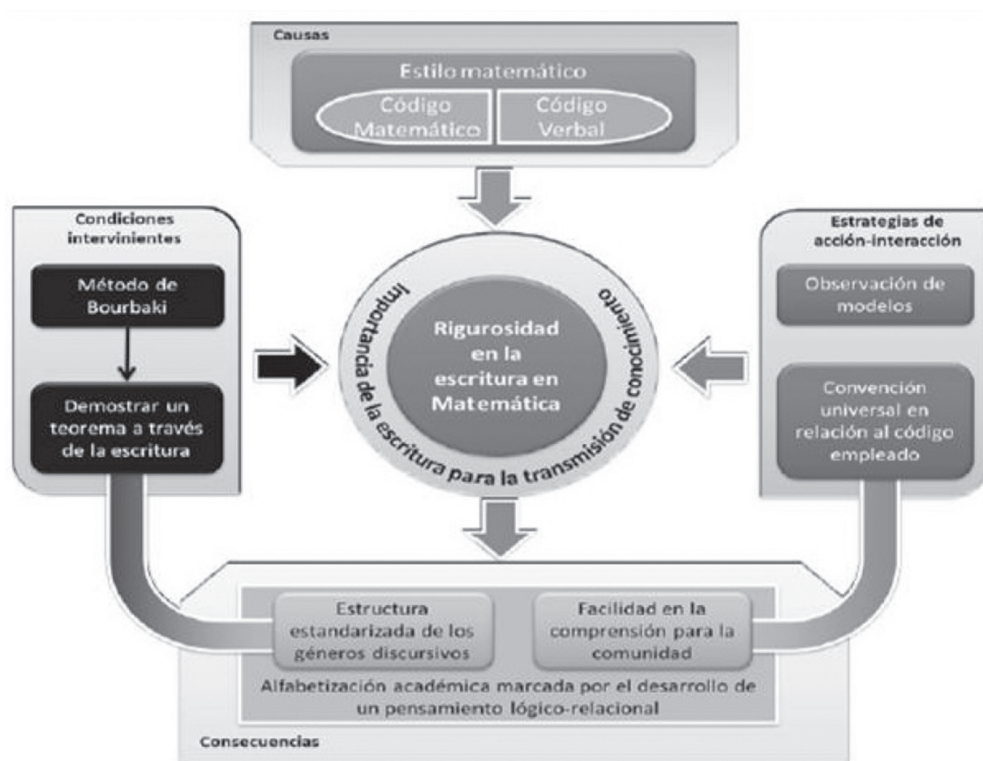 Causas
Estilo matemático
Código
Matemático
Código
Verbal
Condiciones
intervinientes
Método de
Bourbaki
Demostrar un
teorema a través
de la escritura
Importancia de la escritura para la transmisión de conocimiento
Rigurosidad
en la
escritura en
Matemática
Estrategias de
acción-interacción
Observación de
modelos
Convención
universal en
relación al código
empleado
Estructura
estandarizada de los
géneros discursivos
Facilidad en la
comprensión para la
comunidad
Alfabetización académica marcada por el desarrollo de
un pensamiento lógico-relacional
Consecuencias